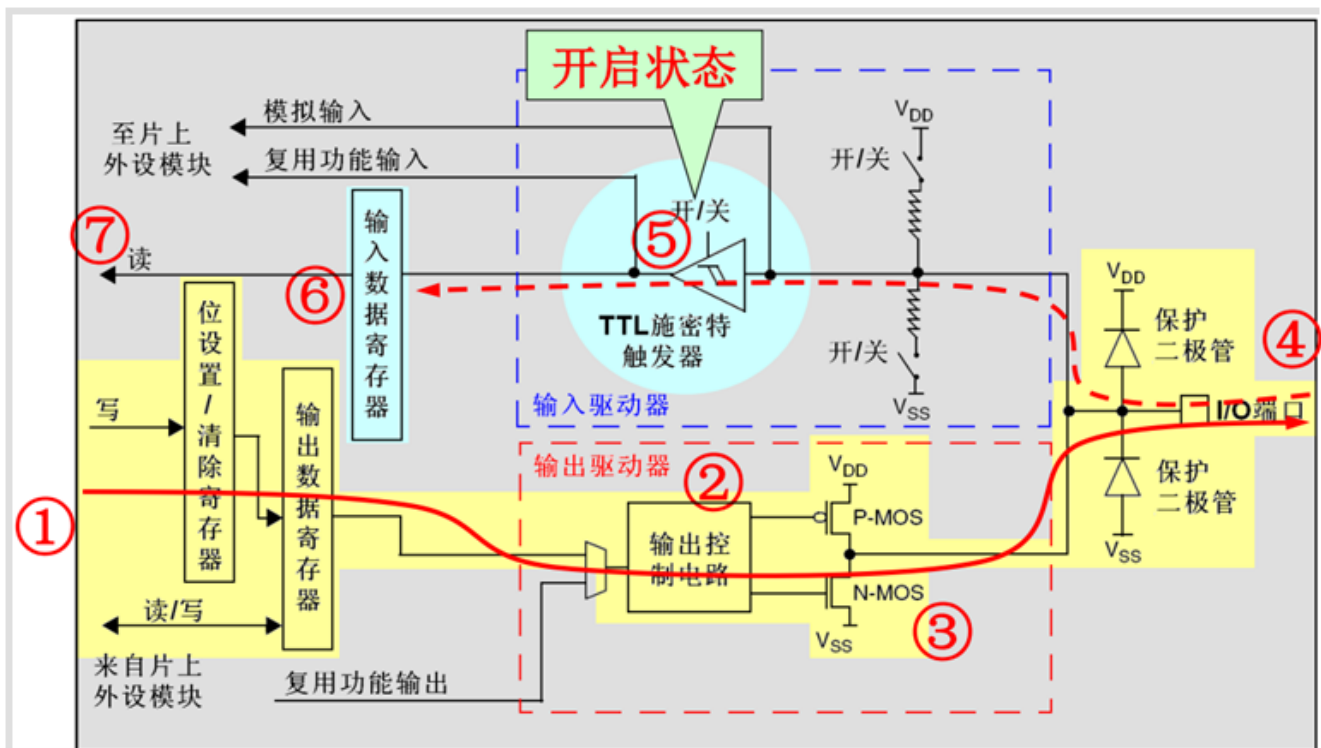 开启状态
模拟输入
至片上
外设模块
复用功能输入
VDD
开/关
开/关
⑤
⑦
读
⑥
输入数据寄存器
TTL施密特
触发器
开/关
VSS
输入驱动器
VDD
保护
二极管
④
I/O端口
保护
二极管
VSS
位设置/清除寄存器
写
输出数据寄存器
①
读/写
来自片上
外设模块
复用功能输出
输出驱动器
②
输出控
制电路
VDD
P-MOS
N-MOS
③
VSS